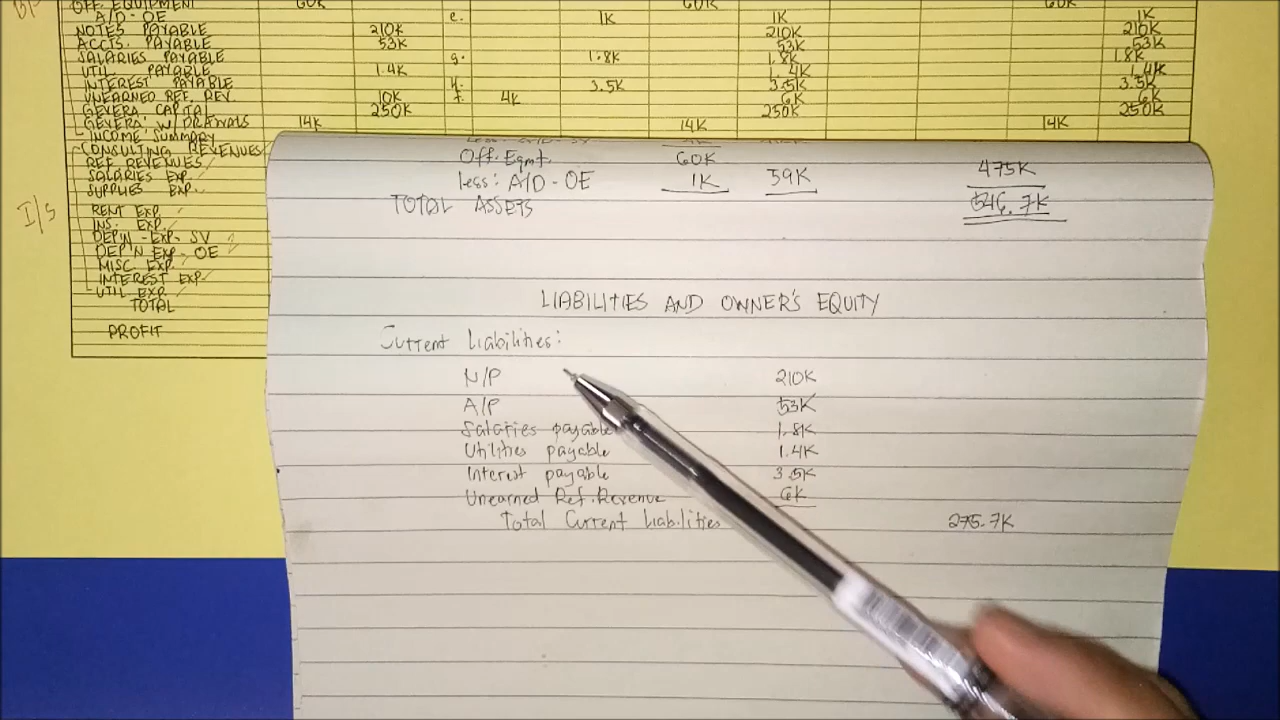 OFF. EQUIPMENT 60K 60K 60K
A/D - OE e. 1K 1K 1K
NOTES PAYABLE 210K 210K 210K
ACCTS. PAYABLE 53K 53K 53K
SALARIES PAYABLE g. 1.8K 1.8K 1.8K
UTIL. PAYABLE 1.4K 1.4K 1.4K
INTEREST PAYABLE 3.5K 3.5K 3.5K
UNEARNED REF. REV. 10K f. 4K 6K 6K
GEVERA CAPITAL 250K 250K 250K
GEVERA WITHDRAWALS 14K 14K 14K
INCOME SUMMARY
CONSULTING REVENUES
REF. REVENUES
SALARIES EXP.
SUPPLIES EXP.
I/S
RENT EXP.
INS. EXP.
DEP'N - EXP - SV
DEP'N EXP - OE
MISC. EXP.
INTEREST EXP.
UTIL EXP.
TOTAL
PROFIT
Off. Eqmt. 60K
less: A/D - OE 1K 59K 475K
TOTAL ASSETS 546.7K
LIABILITIES AND OWNER'S EQUITY
Current Liabilities:
N/P 210K
A/P 53K
Salaries payable 1.8K
Utilities payable 1.4K
Interest payable 3.5K
Unearned Ref. Revenue 6K
Total Current Liabilities 275.7K